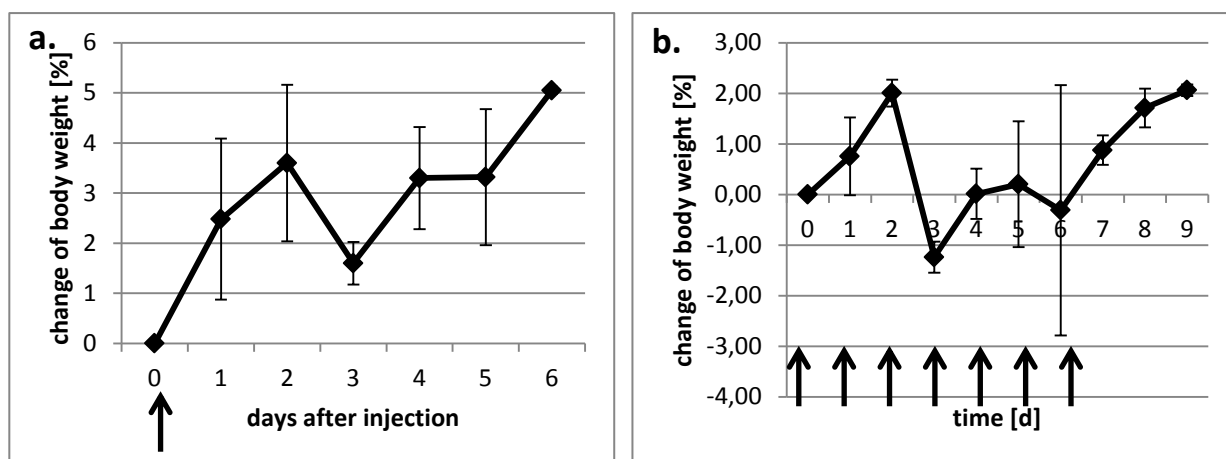 a.
change of body weight [%]
6
5
4
3
2
1
0
0 1 2 3 4 5 6
days after injection
b.
change of body weight [%]
3,00
2,00
1,00
0,00
-1,00
-2,00
-3,00
-4,00
0 1 2 3 4 5 6 7 8 9
time [d]